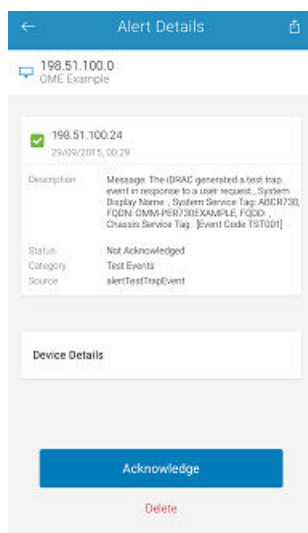 Alert Details
198.51.100.0
OME Example
198.51.100.24
29/09/2015, 00:29
Description
Message: The iDRAC generated a test trap
event in response to a user request., System
Display Name: , System Service Tag: ABCR730,
FQDN: OMM-PER730EXAMPLE, FQDD: ,
Chassis Service Tag: [Event Code:TST001]
Status Not Acknowledged
Category Test Events
Source alertTestTrapEvent
Device Details
Acknowledge
Delete